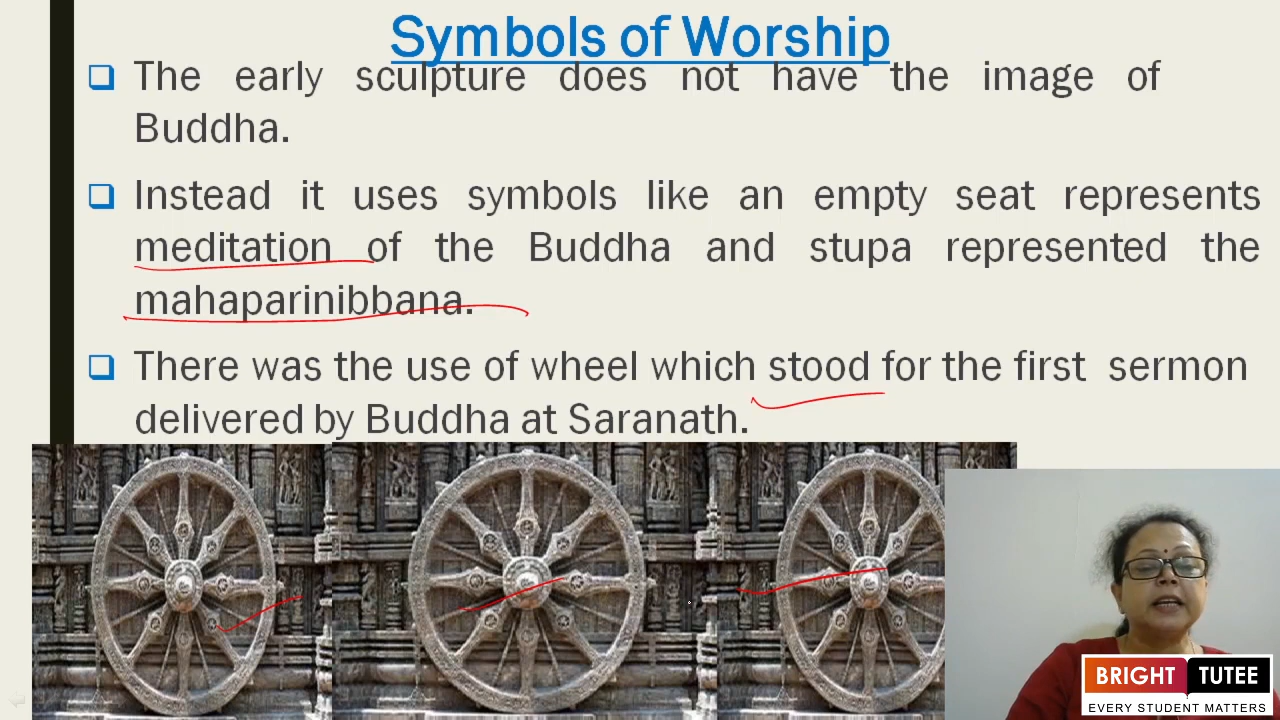 Symbols of Worship
The early sculpture does not have the image of
Buddha.
Instead it uses symbols like an empty seat represents
meditation of the Buddha and stupa represented the
mahaparinibbana.
There was the use of wheel which stood for the first sermon
delivered by Buddha at Saranath.
BRIGHT TUTEE
EVERY STUDENT MATTERS